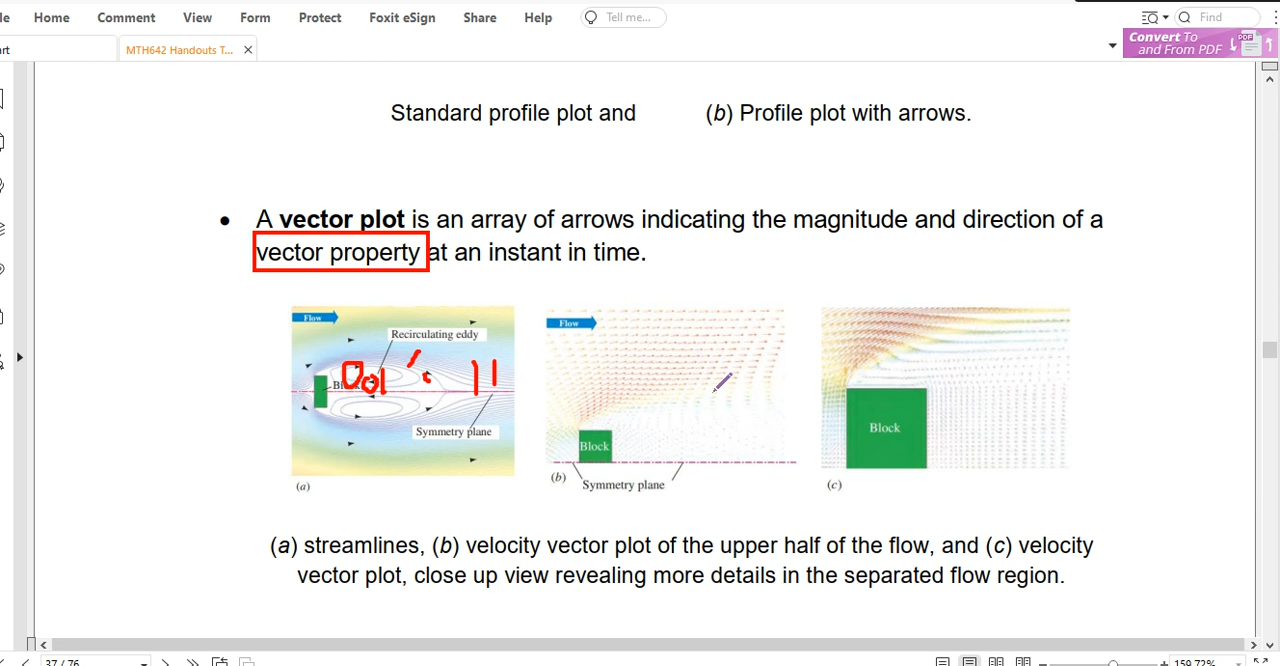 Home Comment View Form Protect Foxit eSign Share Help Tell me... Find
MTH642 Handouts T...
Convert To
and From PDF
PDF
Standard profile plot and (b) Profile plot with arrows.
• A vector plot is an array of arrows indicating the magnitude and direction of a
vector property at an instant in time.
Flow
Recirculating eddy
Symmetry plane
(a)
Flow
Block
(b)
Symmetry plane
Block
(c)
(a) streamlines, (b) velocity vector plot of the upper half of the flow, and (c) velocity
vector plot, close up view revealing more details in the separated flow region.
37 / 76
159.72%